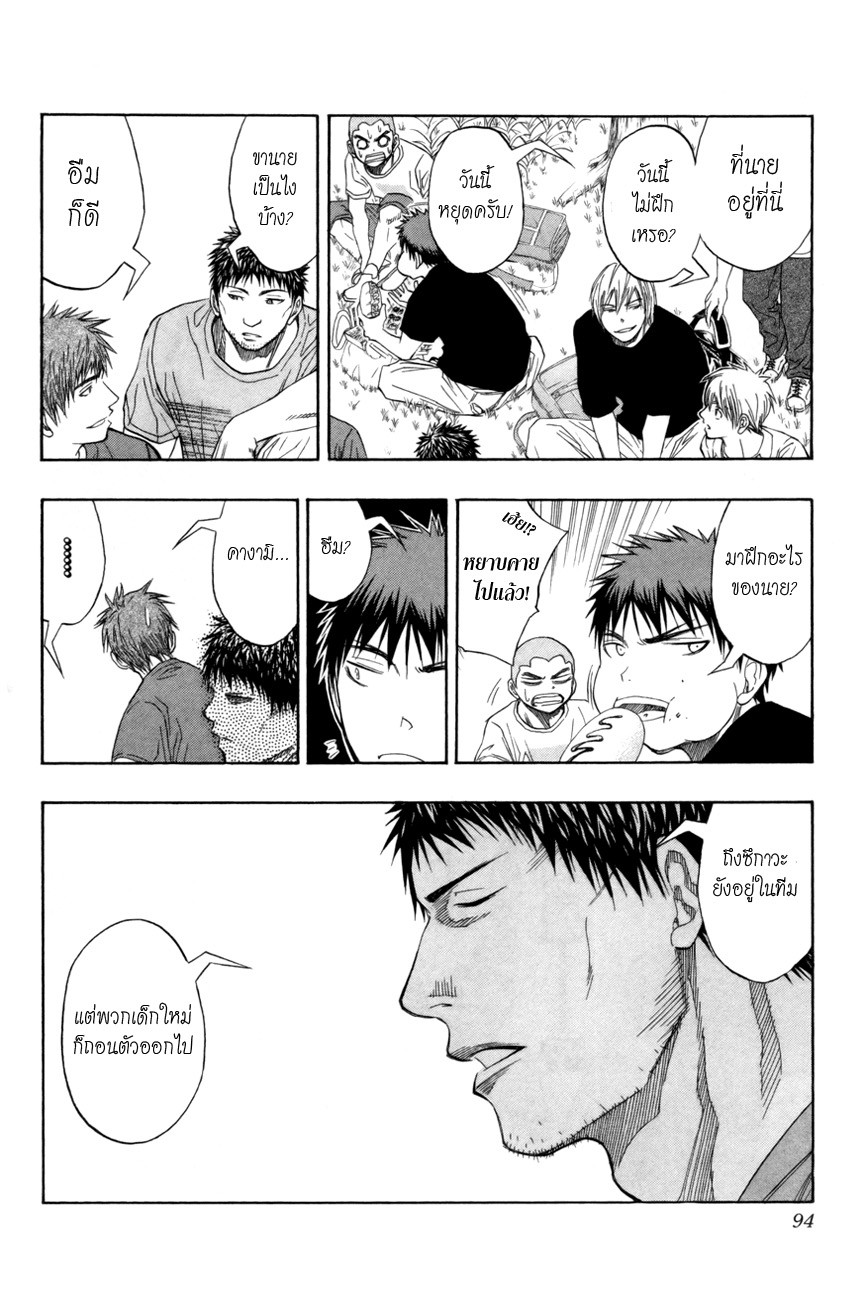 ที่นาย
อยู่ที่นี่
วันนี้
ไม่ฝึก
เหรอ?
วันนี้
หยุดครับ!
ขานาย
เป็นไง
บ้าง?
อืม
ก็ดี
มาฝึกอะไร
ของนาย?
เฮ้ย!?
หยาบคาย
ไปแล้ว!
ฮึม?
คางามิ...
ถึงซึกาวะ
ยังอยู่ในทีม
แต่พวกเด็กใหม่
ก็ถอนตัวออกไป
94